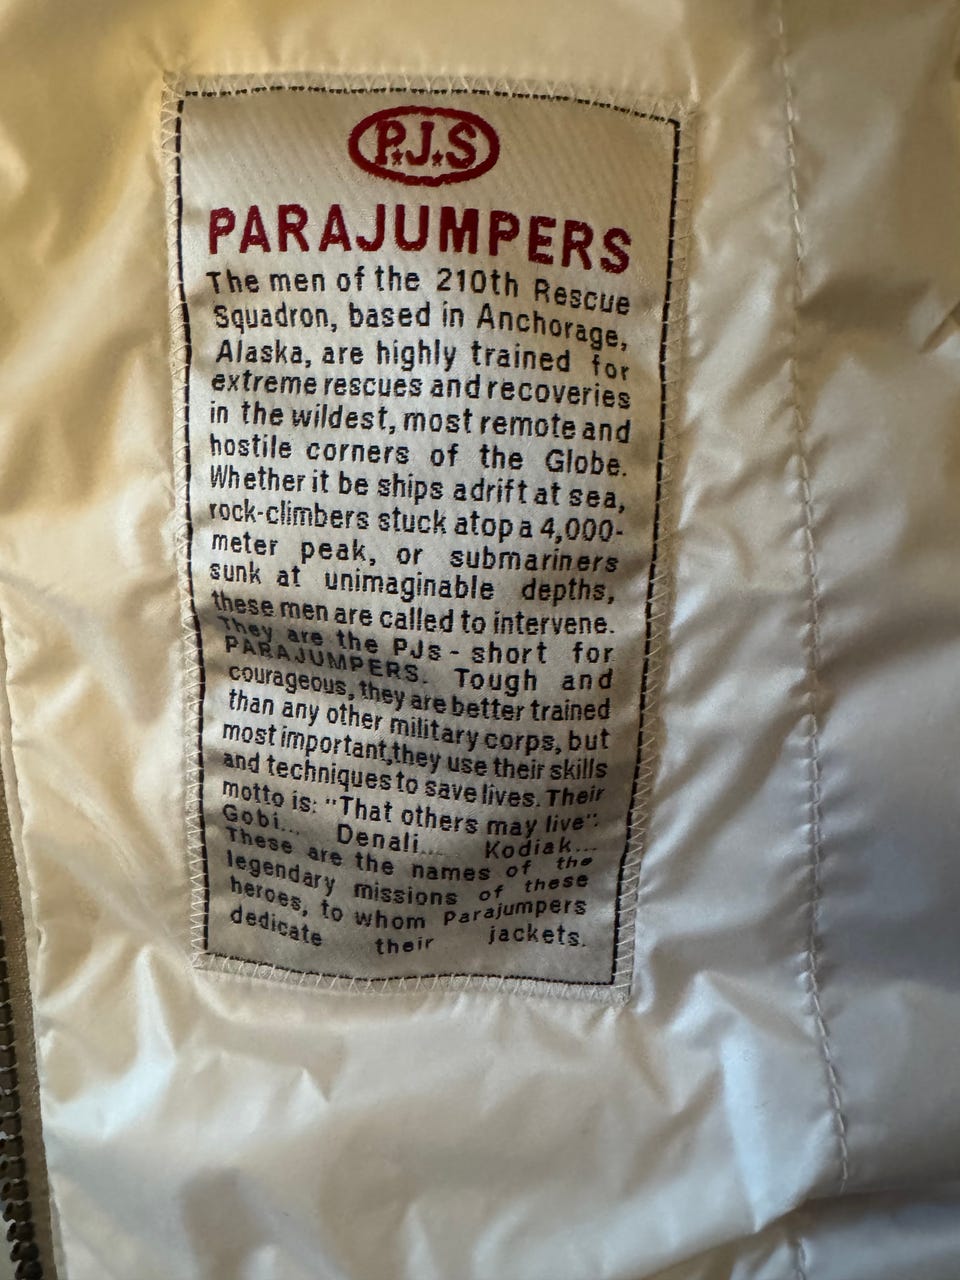 P.J.S
PARAJUMPERS
The men of the 210th Rescue
Squadron, based in Anchorage,
Alaska, are highly trained for
extreme rescues and recoveries
in the wildest, most remote and
hostile corners of the Globe.
Whether it be ships adrift at sea,
rock-climbers stuck atop a 4,000-
meter peak, or submariners
sunk at unimaginable depths,
these men are called to intervene.
They are the PJs - short for
PARAJUMPERS. Tough and
courageous, they are better trained
than any other military corps, but
most important,they use their skills
and techniques to save lives. Their
motto is: "That others may live".
Gobi... Denali... Kodiak...
These are the names of the
legendary missions of these
heroes, to whom Parajumpers
dedicate their jackets.